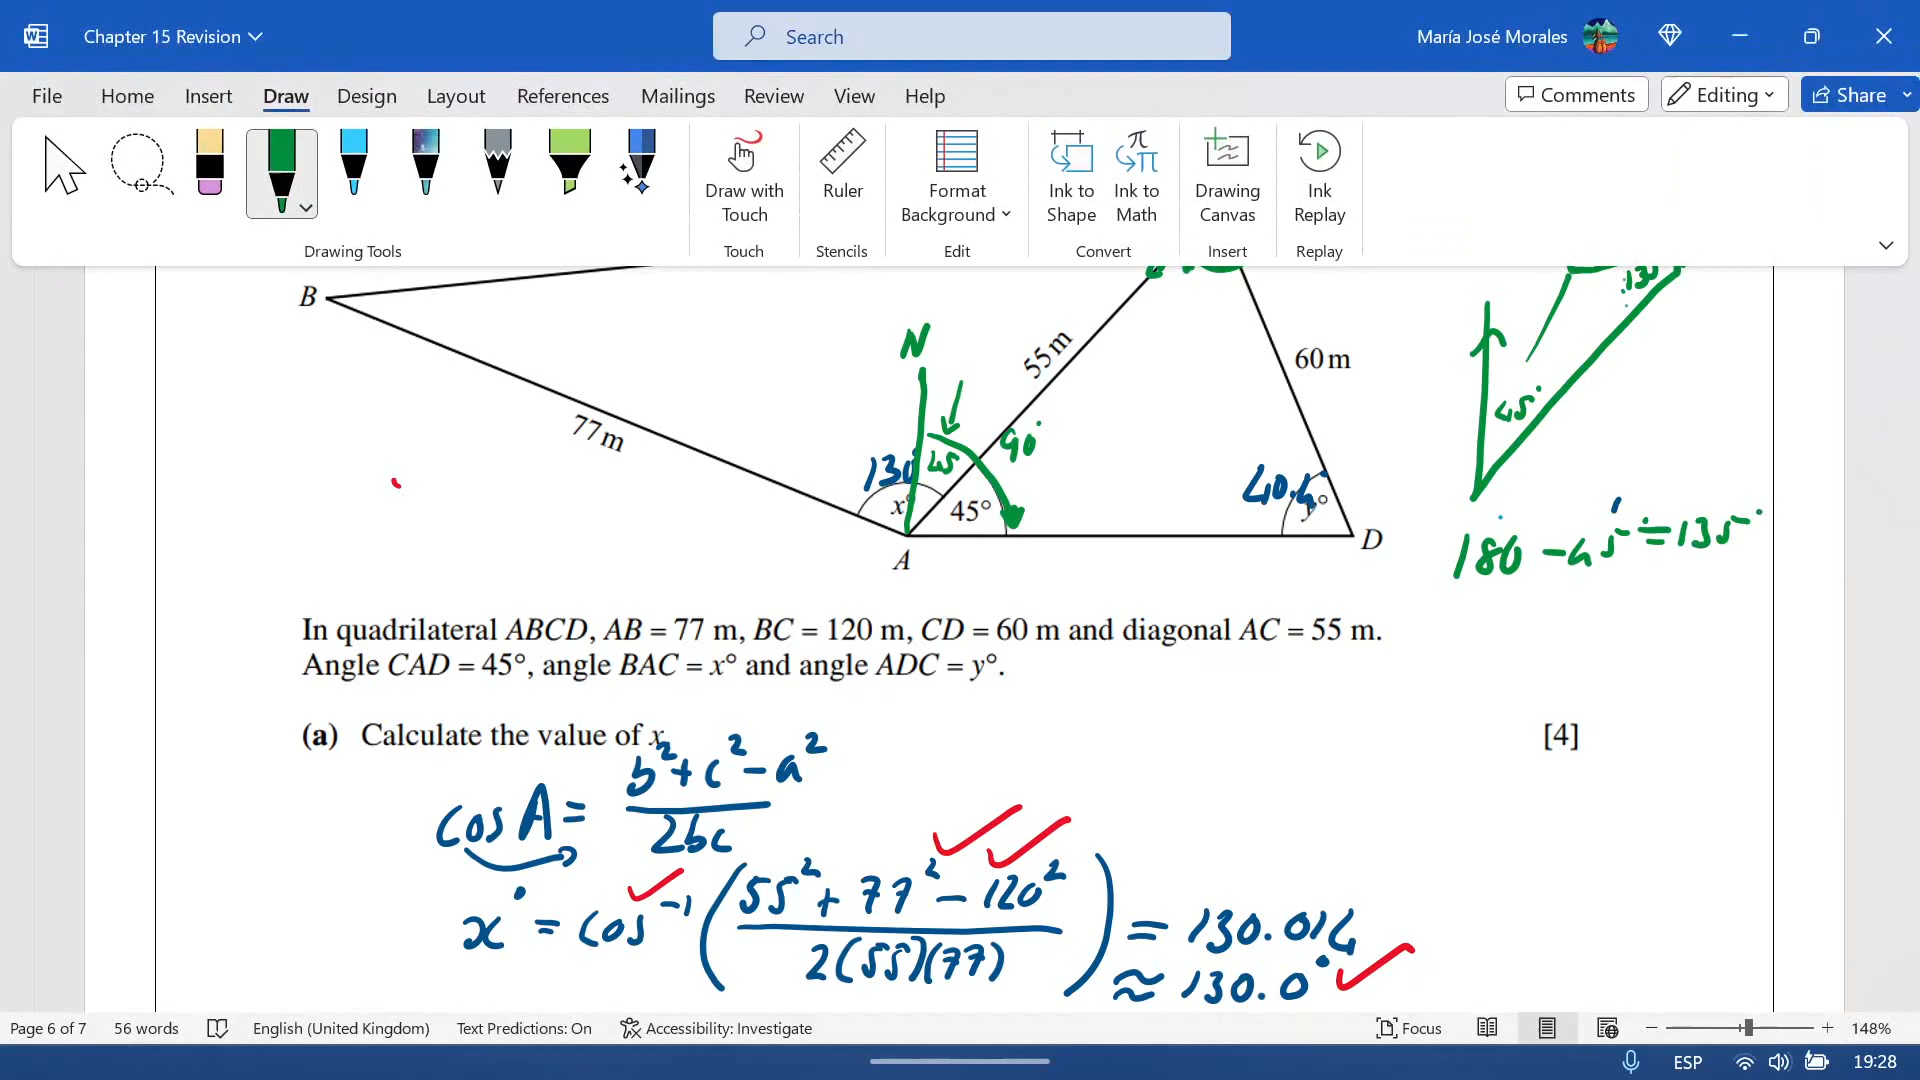 Chapter 15 Revision
Search
María José Morales
File Home Insert Draw Design Layout References Mailings Review View Help
Comments Editing Share
Draw with Touch
Ruler
Format Background
Ink to Shape
Ink to Math
Drawing Canvas
Ink Replay
Drawing Tools Touch Stencils Edit Convert Insert Replay
B
N
55 m
60 m
77 m
130°
45
90°
x°
45°
40.4
y°
A
D
130
45°
180 - 45° = 135°
In quadrilateral ABCD, AB = 77 m, BC = 120 m, CD = 60 m and diagonal AC = 55 m.
Angle CAD = 45°, angle BAC = x° and angle ADC = y°.
(a) Calculate the value of x [4]
cos A = b² + c² - a² / 2bc
x° = cos⁻¹ ( 55² + 77² - 120² / 2(55)(77) ) = 130.014
≈ 130.0°
Page 6 of 7 56 words English (United Kingdom) Text Predictions: On Accessibility: Investigate Focus 148%
ESP 19:28